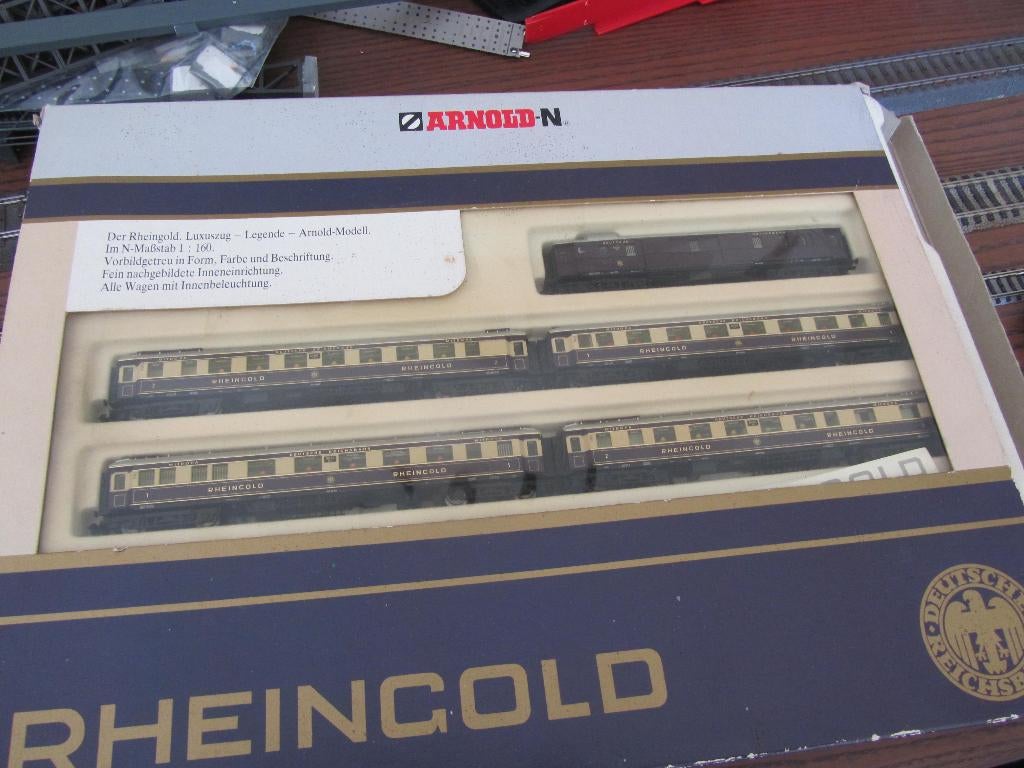 ARNOLD-N
Der Rheingold. Luxuszug – Legende – Arnold-Modell.
Im N-Maßstab 1 : 160.
Vorbildgetreu in Form, Farbe und Beschriftung.
Fein nachgebildete Inneneinrichtung.
Alle Wagen mit Innenbeleuchtung.
RHEINGOLD
RHEINGOLD
RHEINGOLD
RHEINGOLD
RHEINGOLD
RHEINGOLD
RHEINGOLD
RHEINGOLD
OLD
RHEINGOLD
DEUTSCHE
REICHSB